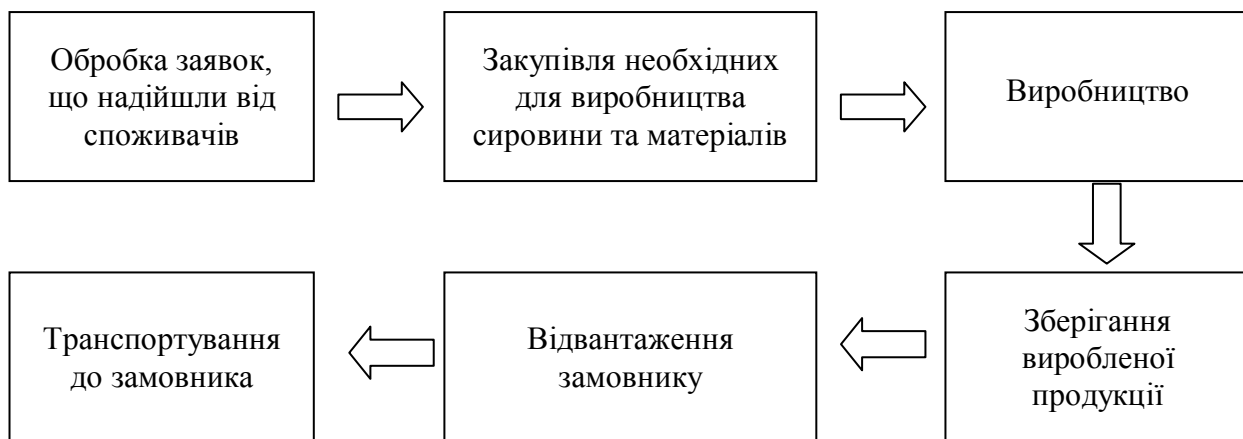 Обробка заявок,
що надійшли від
споживачів
Закупівля необхідних
для виробництва
сировини та матеріалів
Виробництво
Зберігання
виробленої
продукції
Відвантаження
замовнику
Транспортування
до замовника